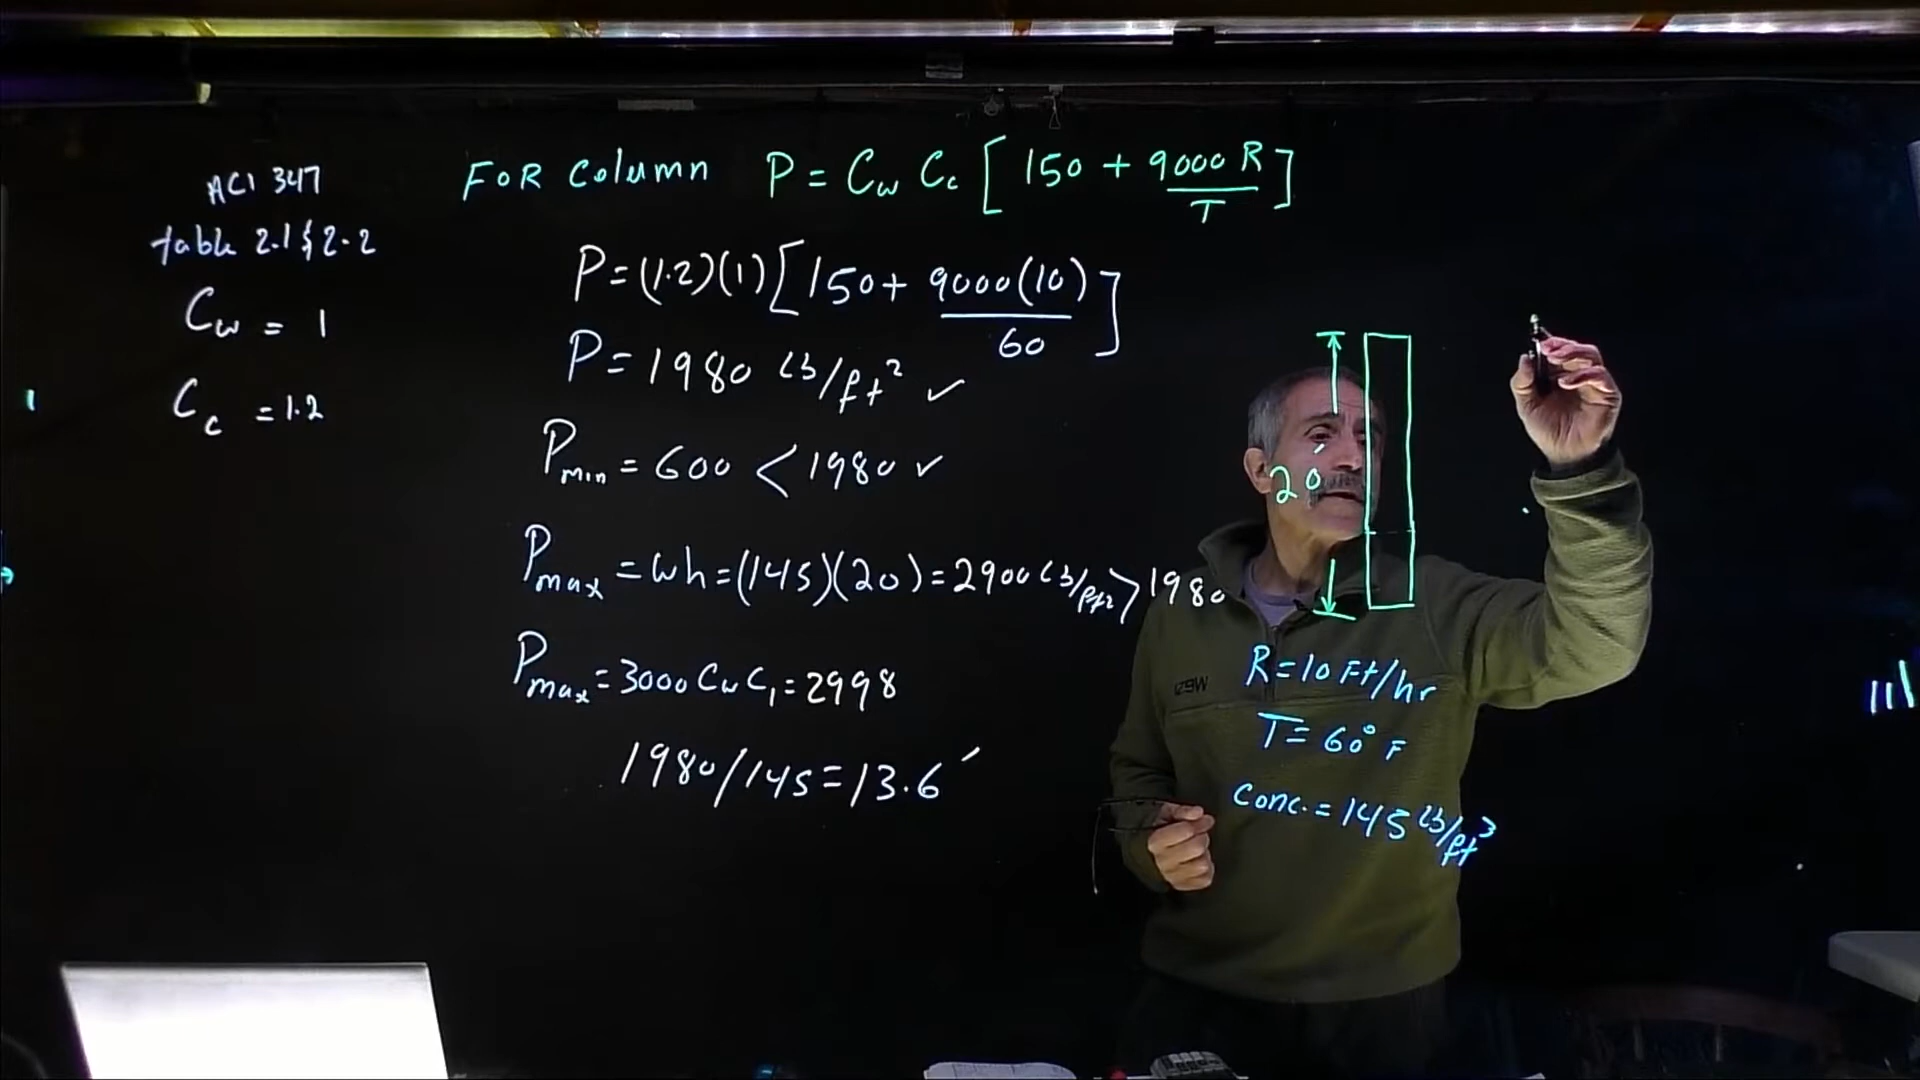 ACI 347
table 2.1 & 2.2
Cw = 1
Cc = 1.2
FOR Column P = Cw Cc [ 150 + 9000 R / T ]
P = (1.2)(1) [ 150 + 9000(10) / 60 ]
P = 1980 Lb/ft² ✓
Pmin = 600 < 1980 ✓
Pmax = wh = (145)(20) = 2900 Lb/ft2 > 1980
Pmax = 3000 Cw C1 = 2998
1980/145 = 13.6'
20'
R = 10 Ft/hr
T = 60° F
Conc. = 145 Lb/ft³